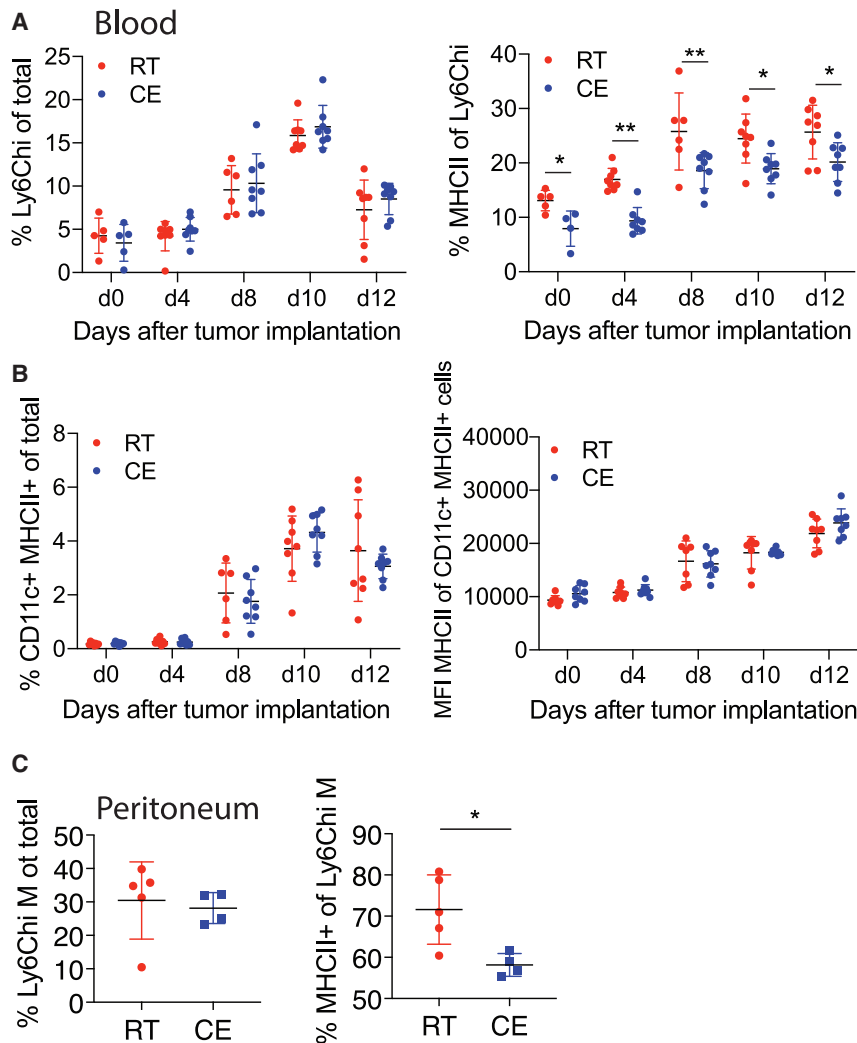 A Blood
% Ly6Chi of total
25
20
15
10
5
0
RT
CE
d0 d4 d8 d10 d12
Days after tumor implantation
% MHCII of Ly6Chi
40
30
20
10
0
RT
CE
* ** ** * *
d0 d4 d8 d10 d12
Days after tumor implantation
B
% CD11c+ MHCII+ of total
8
6
4
2
0
RT
CE
d0 d4 d8 d10 d12
Days after tumor implantation
MFI MHCII of CD11c+ MHCII+ cells
40000
30000
20000
10000
0
RT
CE
d0 d4 d8 d10 d12
Days after tumor implantation
C Peritoneum
% Ly6Chi M ot total
50
40
30
20
10
0
RT CE
% MHCII+ of Ly6Chi M
90
80
70
60
50
*
RT CE